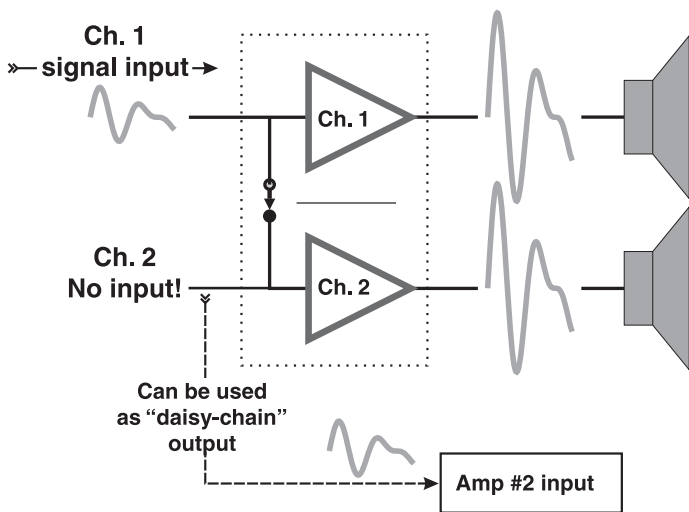 Ch. 1
signal input
Ch. 1
Ch. 2
No input!
Ch. 2
Can be used
as “daisy-chain”
output
Amp #2 input